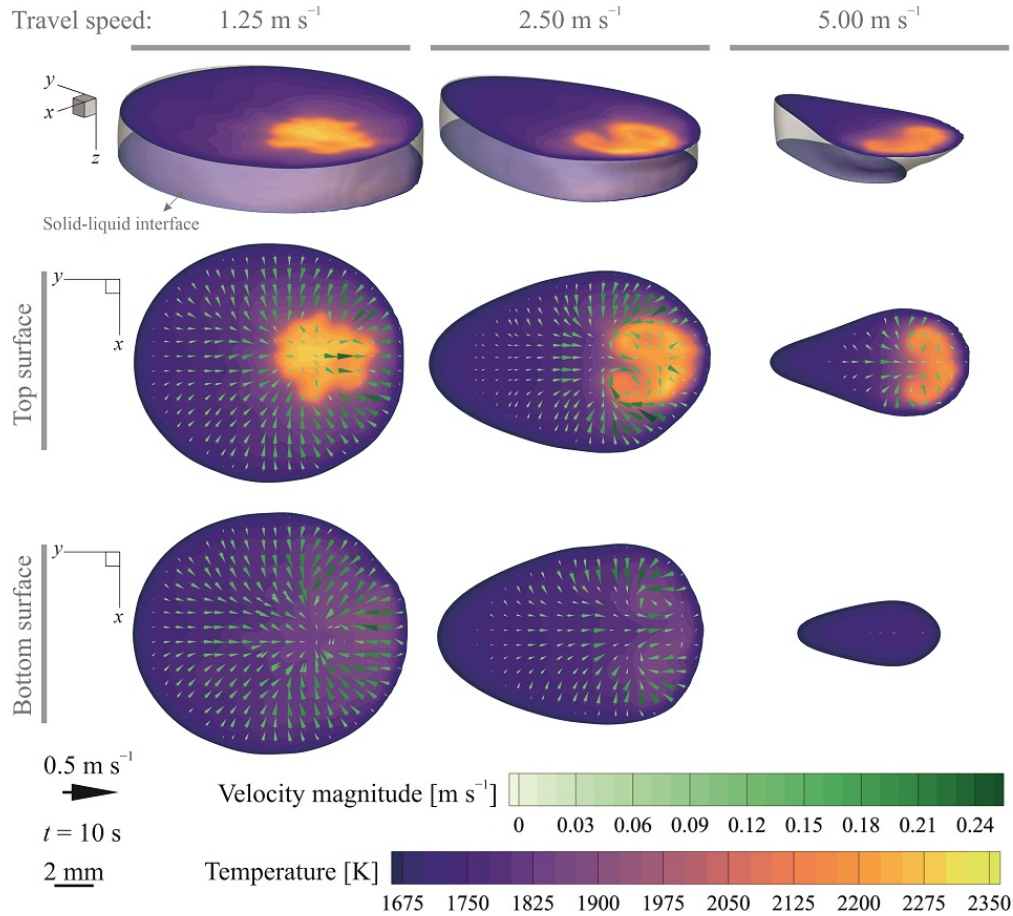 Travel speed: 1.25 m s⁻¹ 2.50 m s⁻¹ 5.00 m s⁻¹
y
x
z
Solid-liquid interface
Top surface
y
x
Bottom surface
y
x
0.5 m s⁻¹
t = 10 s
2 mm
Velocity magnitude [m s⁻¹]
0 0.03 0.06 0.09 0.12 0.15 0.18 0.21 0.24
Temperature [K]
1675 1750 1825 1900 1975 2050 2125 2200 2275 2350